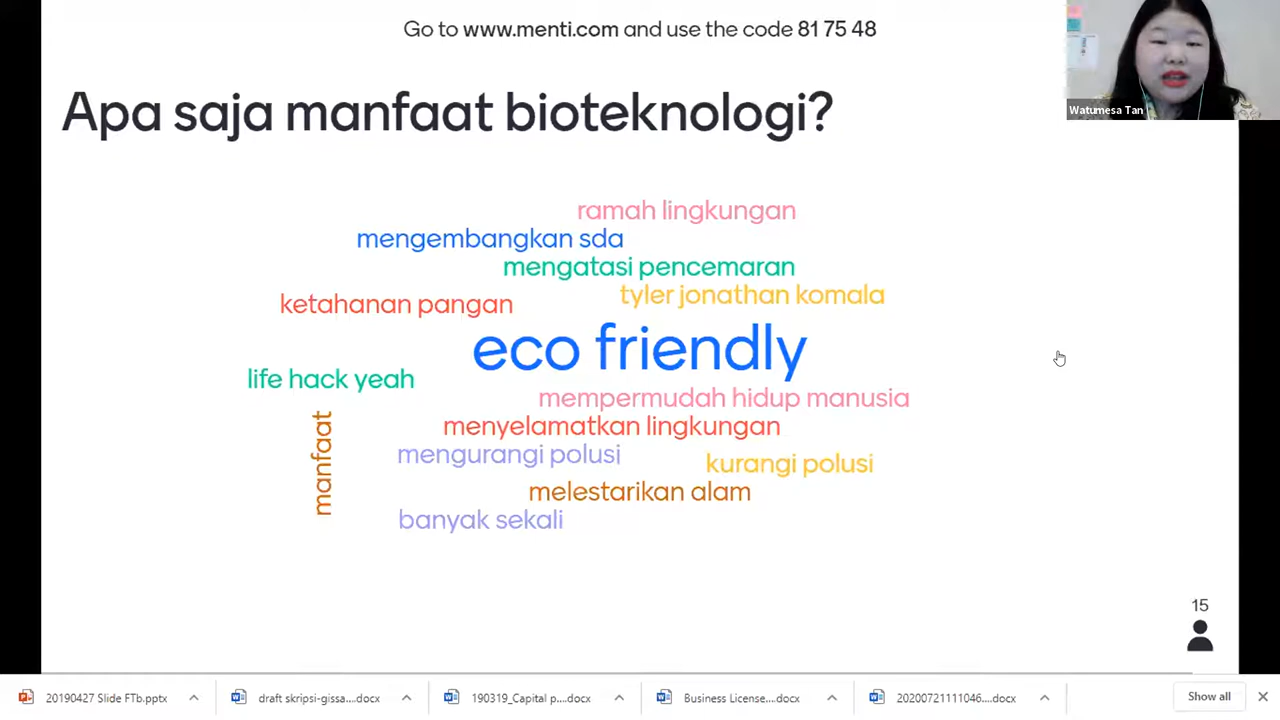 Go to www.menti.com and use the code 81 75 48
Watumesa Tan
Apa saja manfaat bioteknologi?
ramah lingkungan
mengembangkan sda
mengatasi pencemaran
tyler jonathan komala
ketahanan pangan
eco friendly
life hack yeah
mempermudah hidup manusia
manfaat
menyelamatkan lingkungan
mengurangi polusi
kurangi polusi
melestarikan alam
banyak sekali
15
20190427 Slide FTb.pptx
draft skripsi-gissa....docx
190319_Capital p....docx
Business License....docx
20200721111046....docx
Show all